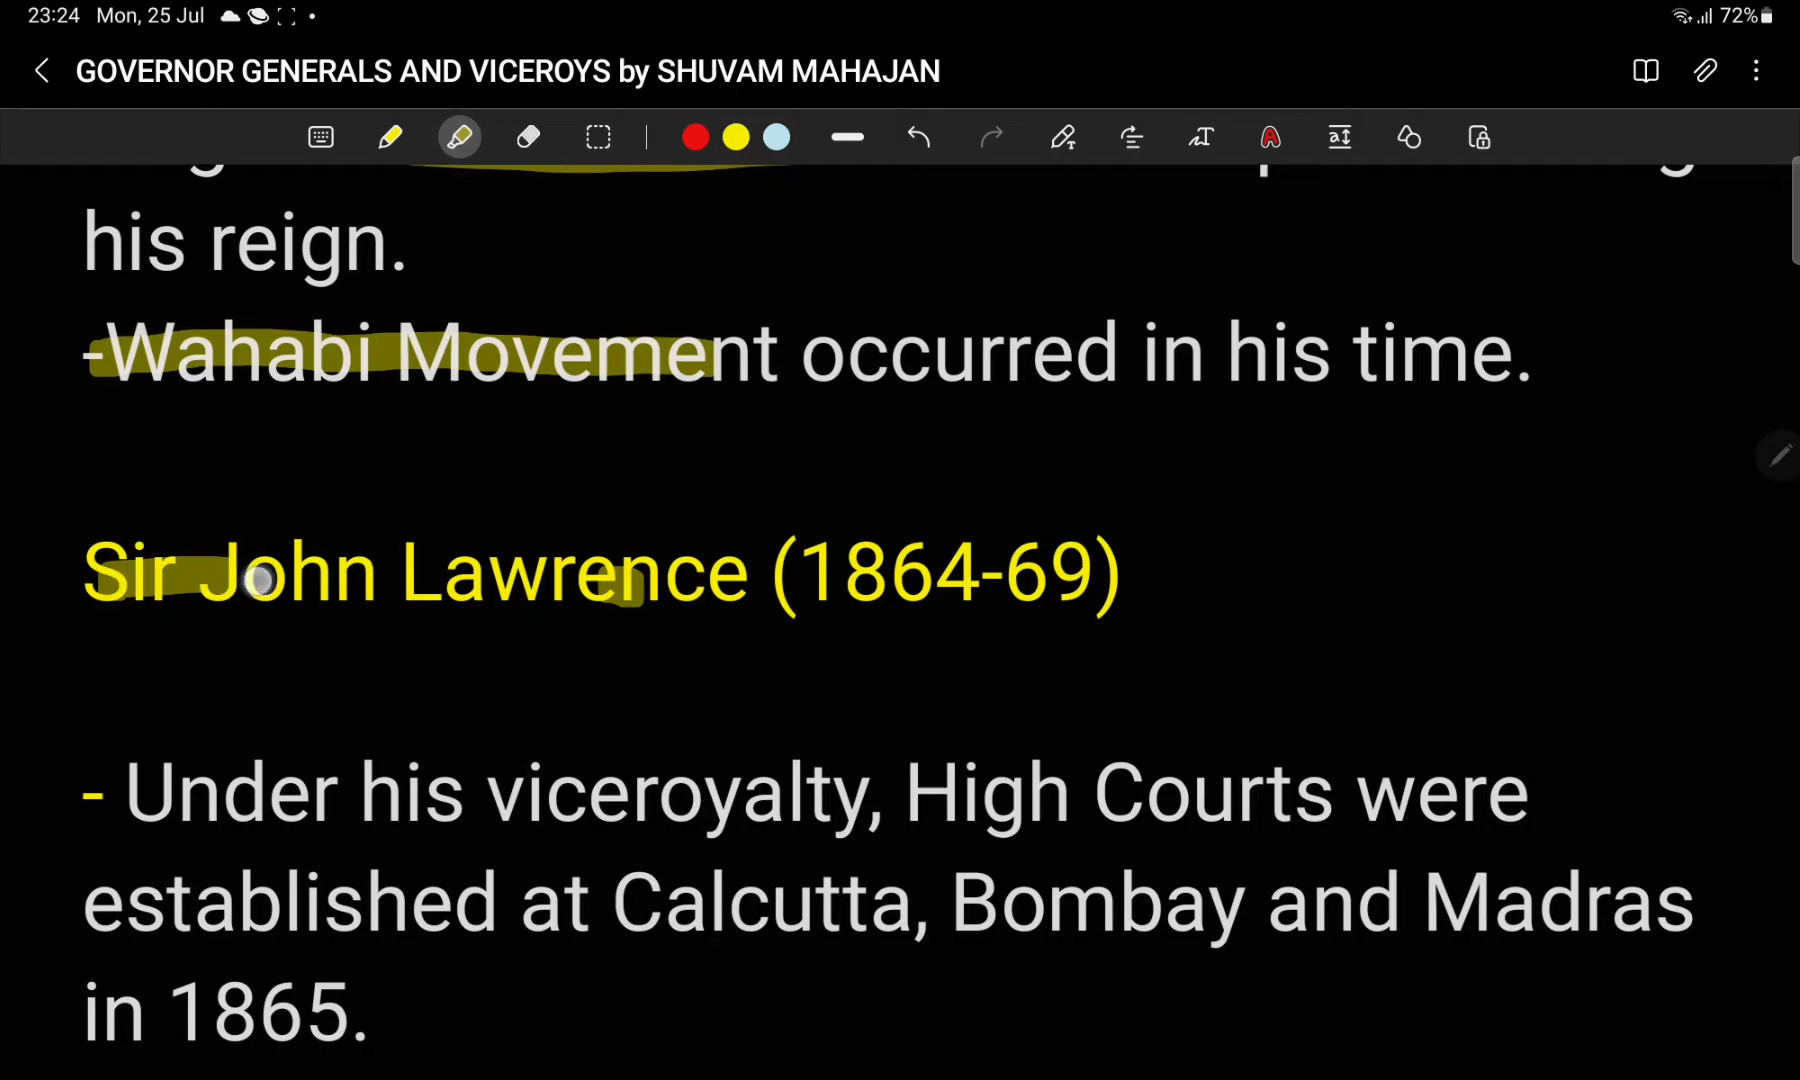 23:24 Mon, 25 Jul
72%
GOVERNOR GENERALS AND VICEROYS by SHUVAM MAHAJAN
his reign.
-Wahabi Movement occurred in his time.
Sir John Lawrence (1864-69)
- Under his viceroyalty, High Courts were
established at Calcutta, Bombay and Madras
in 1865.